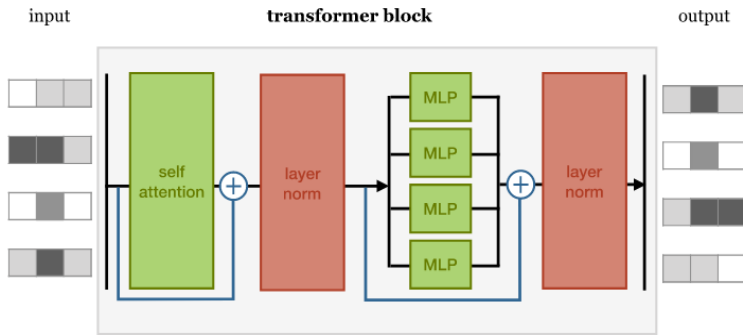 input
transformer block
output
self
attention
layer
norm
MLP
MLP
MLP
MLP
layer
norm